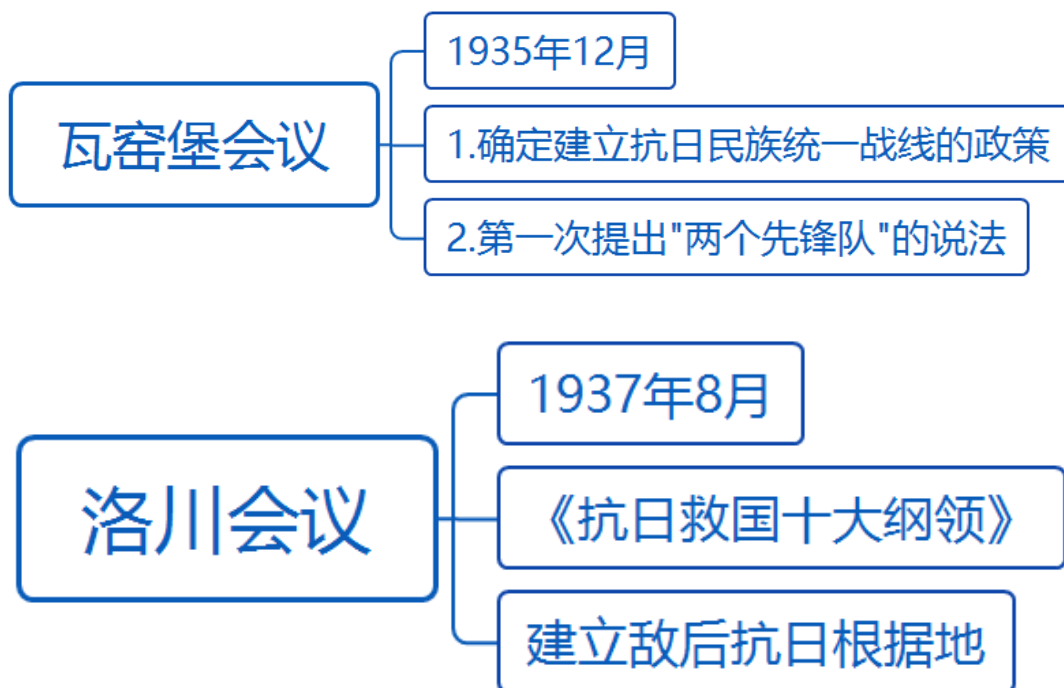 瓦窑堡会议
1935年12月
1.确定建立抗日民族统一战线的政策
2.第一次提出"两个先锋队"的说法
洛川会议
1937年8月
《抗日救国十大纲领》
建立敌后抗日根据地